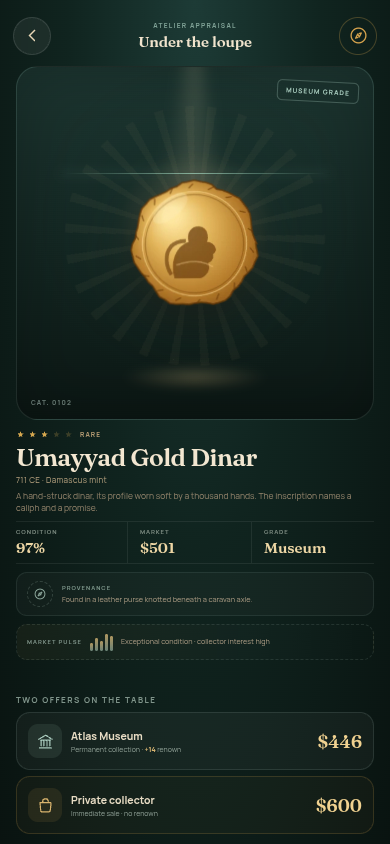 ATELIER APPRAISAL
Under the loupe
MUSEUM GRADE
CAT. 0102
RARE
Umayyad Gold Dinar
711 CE · Damascus mint
A hand-struck dinar, its profile worn soft by a thousand hands. The inscription names a
caliph and a promise.
CONDITION
97%
MARKET
$501
GRADE
Museum
PROVENANCE
Found in a leather purse knotted beneath a caravan axle.
MARKET PULSE
Exceptional condition · collector interest high
TWO OFFERS ON THE TABLE
Atlas Museum
Permanent collection · +14 renown
$446
Private collector
Immediate sale · no renown
$600